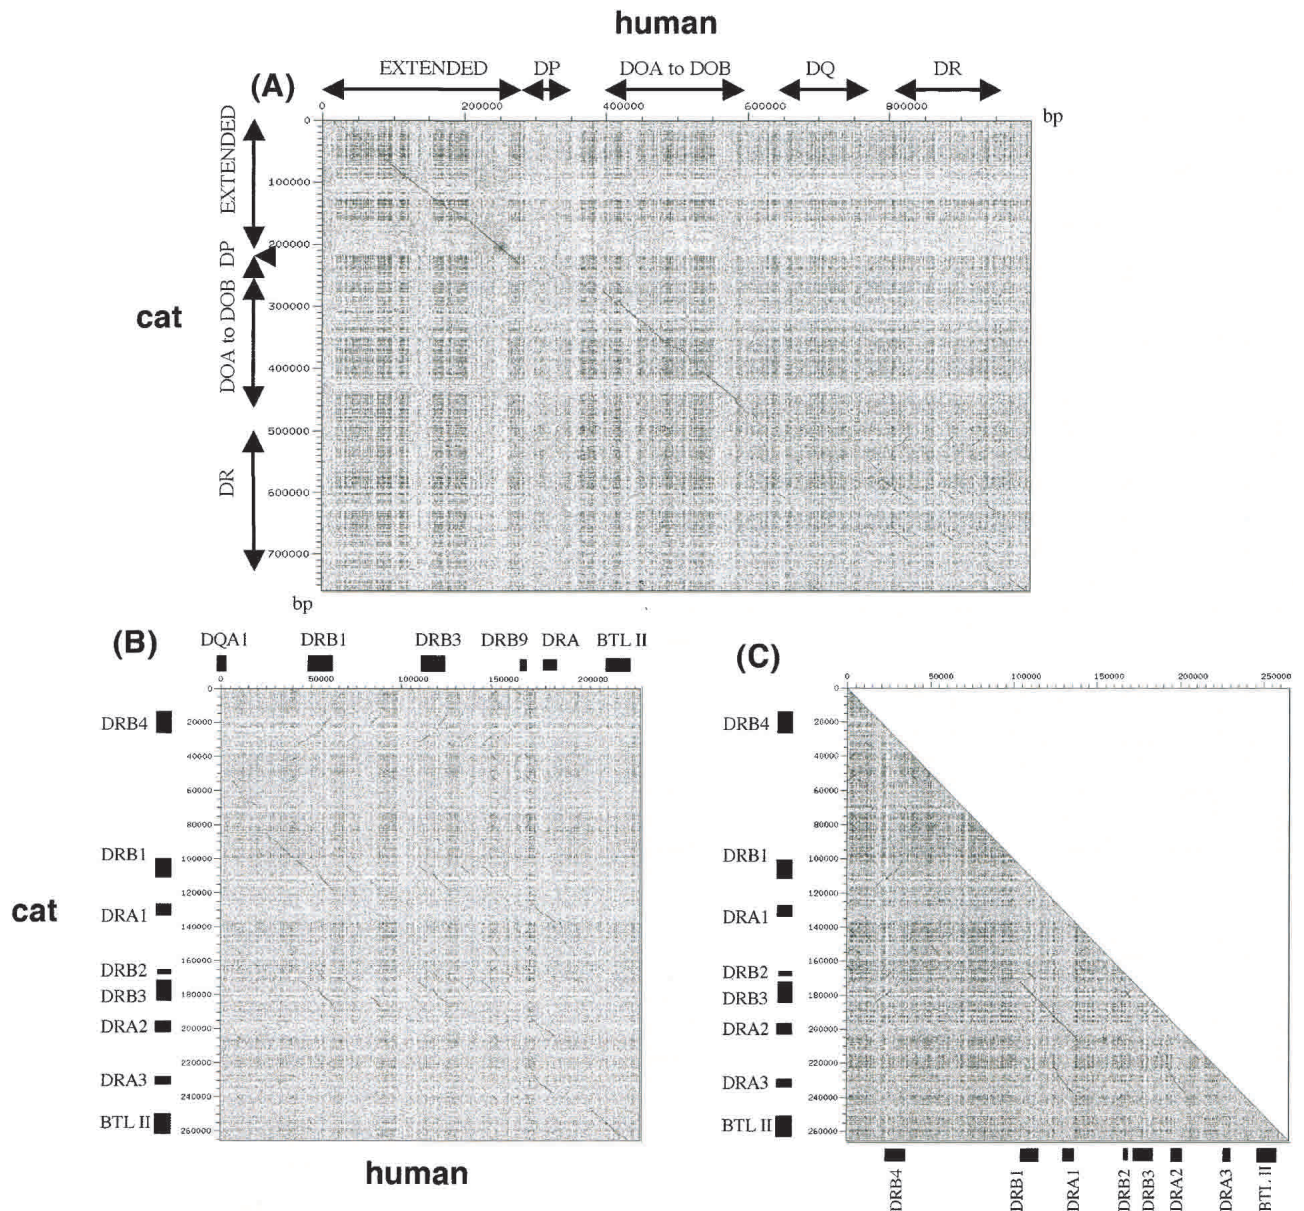 human
(A)
EXTENDED DP DOA to DOB DQ DR
0 200000 400000 600000 800000 bp
cat
EXTENDED
DP
DOA to DOB
DR
0
100000
200000
300000
400000
500000
600000
700000
bp
(B)
DQA1 DRB1 DRB3 DRB9 DRA BTL II
0 50000 100000 150000 200000
cat
DRB4
DRB1
DRA1
DRB2
DRB3
DRA2
DRA3
BTL II
0
20000
40000
60000
80000
100000
120000
140000
160000
180000
200000
220000
240000
260000
human
(C)
0 50000 100000 150000 200000 250000
DRB4
DRB1
DRA1
DRB2
DRB3
DRA2
DRA3
BTL II
0
20000
40000
60000
80000
100000
120000
140000
160000
180000
200000
220000
240000
260000
DRB4 DRB1 DRA1 DRB2 DRB3 DRA2 DRA3 BTL II